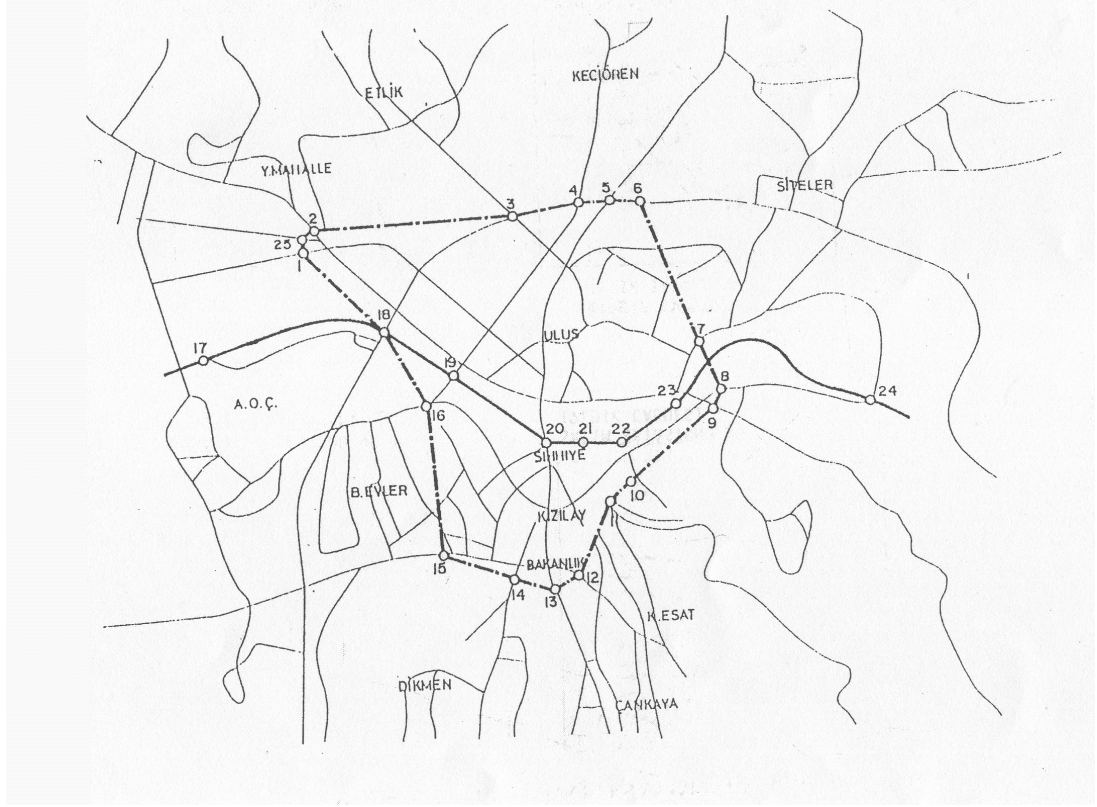 KEÇİÖREN
ETLİK
Y.MAHALLE
SİTELER
5
6
4
3
2
25
1
18
ULUS
7
17
19
8
24
23
A.O.Ç.
16
9
20
21
22
SIHHIYE
B.EVLER
10
KIZILAY
15
BAKANLIK
12
14
13
K.ESAT
DİKMEN
ÇANKAYA